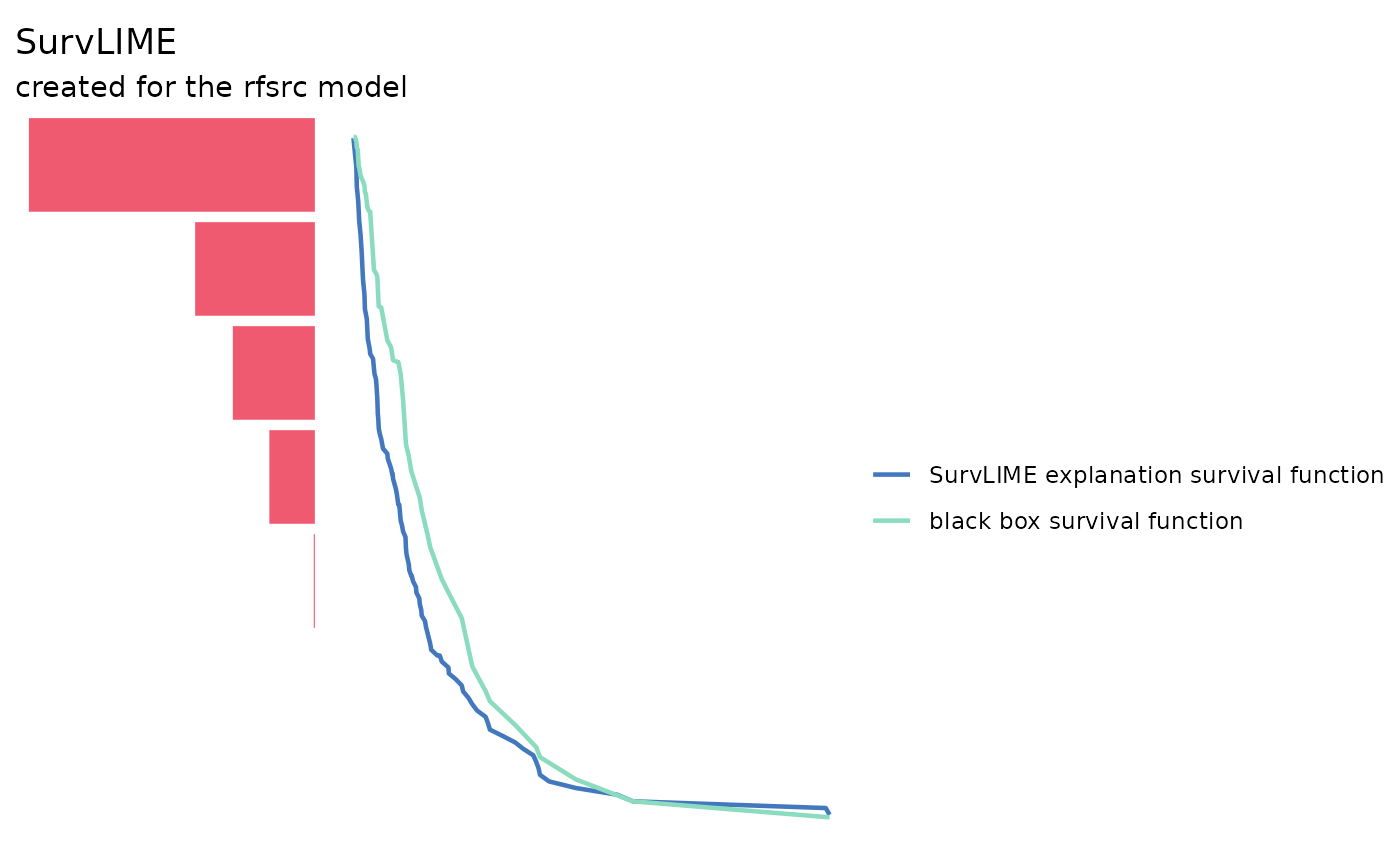 SurvLIME
created for the rfsrc model
SurvLIME explanation survival function
black box survival function